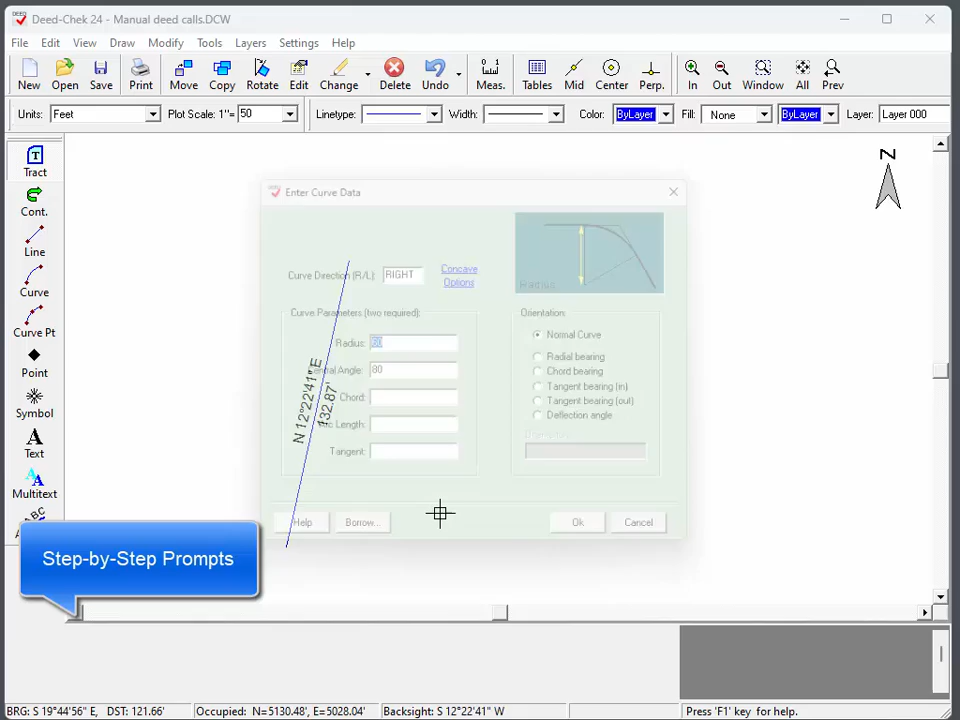 Deed-Chek 24 - Manual deed calls.DCW
File Edit View Draw Modify Tools Layers Settings Help
New Open Save Print Move Copy Rotate Edit Change Delete Undo Meas. Tables Mid Center Perp. In Out Window All Prev
Units: Feet Plot Scale: 1"= 50 Linetype: Width: Color: ByLayer Fill: None ByLayer Layer: Layer 000
Tract
Cont.
Line
Curve
Curve Pt
Point
Symbol
Text
Multitext
ABC
N
Enter Curve Data
Curve Direction (R/L): RIGHT Concave
Options
Radius
Curve Parameters (two required):
Radius:
Central Angle: 80
Chord:
Arc Length:
Tangent:
Orientation:
Normal Curve
Radial bearing
Chord bearing
Tangent bearing (in)
Tangent bearing (out)
Deflection angle
Help Borrow... Ok Cancel
N 12°22'41" E
132.87'
Step-by-Step Prompts
BRG: S 19°44'56" E, DST: 121.66' Occupied: N=5130.48', E=5028.04' Backsight: S 12°22'41" W Press 'F1' key for help.